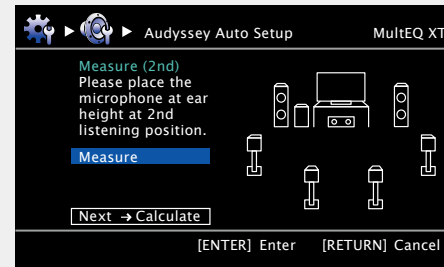 Audyssey Auto Setup MultEQ XT
Measure (2nd)
Please place the
microphone at ear
height at 2nd
listening position.
Measure
Next → Calculate
[ENTER] Enter [RETURN] Cancel